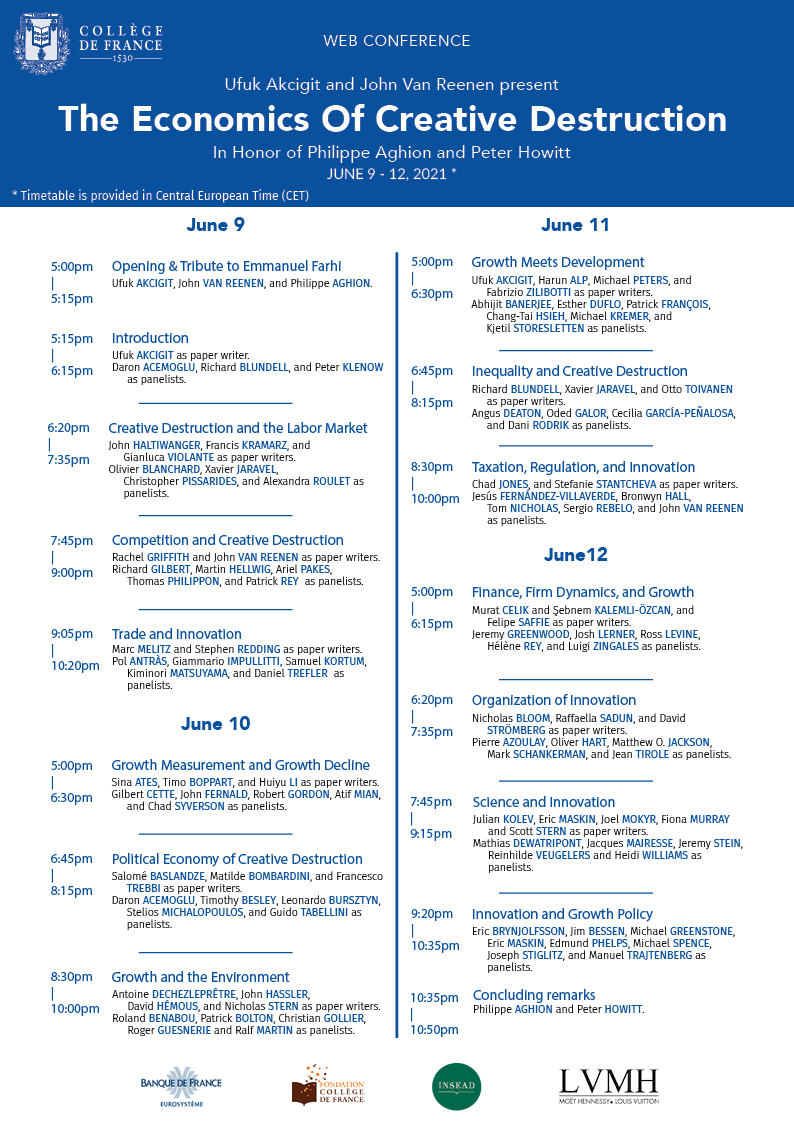 COLLÈGE
DE FRANCE
1530
WEB CONFERENCE
Ufuk Akcigit and John Van Reenen present
The Economics Of Creative Destruction
In Honor of Philippe Aghion and Peter Howitt
JUNE 9 - 12, 2021 *
* Timetable is provided in Central European Time (CET)
June 9
5:00pm
|
5:15pm
Opening & Tribute to Emmanuel Farhi
Ufuk AKCIGIT, John VAN REENEN, and Philippe AGHION.
5:15pm
|
6:15pm
Introduction
Ufuk AKCIGIT as paper writer.
Daron ACEMOGLU, Richard BLUNDELL, and Peter KLENOW
as panelists.
6:20pm
|
7:35pm
Creative Destruction and the Labor Market
John HALTIWANGER, Francis KRAMARZ, and
Gianluca VIOLANTE as paper writers.
Olivier BLANCHARD, Xavier JARAVEL,
Christopher PISSARIDES, and Alexandra ROULET as
panelists.
7:45pm
|
9:00pm
Competition and Creative Destruction
Rachel GRIFFITH and John VAN REENEN as paper writers.
Richard GILBERT, Martin HELLWIG, Ariel PAKES,
Thomas PHILIPPON, and Patrick REY as panelists.
9:05pm
|
10:20pm
Trade and Innovation
Marc MELITZ and Stephen REDDING as paper writers.
Pol ANTRÀS, Giammario IMPULLITTI, Samuel KORTUM,
Kiminori MATSUYAMA, and Daniel TREFLER as
panelists.
June 10
5:00pm
|
6:30pm
Growth Measurement and Growth Decline
Sina ATES, Timo BOPPART, and Huiyu LI as paper writers.
Gilbert CETTE, John FERNALD, Robert GORDON, Atif MIAN,
and Chad SYVERSON as panelists.
6:45pm
|
8:15pm
Political Economy of Creative Destruction
Salomé BASLANDZE, Matilde BOMBARDINI, and Francesco
TREBBI as paper writers.
Daron ACEMOGLU, Timothy BESLEY, Leonardo BURSZTYN,
Stelios MICHALOPOULOS, and Guido TABELLINI as
panelists.
8:30pm
|
10:00pm
Growth and the Environment
Antoine DECHEZLEPRÊTRE, John HASSLER,
David HÉMOUS, and Nicholas STERN as paper writers.
Roland BENABOU, Patrick BOLTON, Christian GOLLIER,
Roger GUESNERIE and Ralf MARTIN as panelists.
June 11
5:00pm
|
6:30pm
Growth Meets Development
Ufuk AKCIGIT, Harun ALP, Michael PETERS, and
Fabrizio ZILIBOTTI as paper writers.
Abhijit BANERJEE, Esther DUFLO, Patrick FRANÇOIS,
Chang-Tai HSIEH, Michael KREMER, and
Kjetil STORESLETTEN as panelists.
6:45pm
|
8:15pm
Inequality and Creative Destruction
Richard BLUNDELL, Xavier JARAVEL, and Otto TOIVANEN
as paper writers.
Angus DEATON, Oded GALOR, Cecilia GARCÍA-PEÑALOSA,
and Dani RODRIK as panelists.
8:30pm
|
10:00pm
Taxation, Regulation, and Innovation
Chad JONES, and Stefanie STANTCHEVA as paper writers.
Jesús FERNÁNDEZ-VILLAVERDE, Bronwyn HALL,
Tom NICHOLAS, Sergio REBELO, and John VAN REENEN
as panelists.
June12
5:00pm
|
6:15pm
Finance, Firm Dynamics, and Growth
Murat CELIK and Şebnem KALEMLI-ÖZCAN, and
Felipe SAFFIE as paper writers.
Jeremy GREENWOOD, Josh LERNER, Ross LEVINE,
Hélène REY, and Luigi ZINGALES as panelists.
6:20pm
|
7:35pm
Organization of Innovation
Nicholas BLOOM, Raffaella SADUN, and David
STRÖMBERG as paper writers.
Pierre AZOULAY, Oliver HART, Matthew O. JACKSON,
Mark SCHANKERMAN, and Jean TIROLE as panelists.
7:45pm
|
9:15pm
Science and Innovation
Julian KOLEV, Eric MASKIN, Joel MOKYR, Fiona MURRAY
and Scott STERN as paper writers.
Mathias DEWATRIPONT, Jacques MAIRESSE, Jeremy STEIN,
Reinhilde VEUGELERS and Heidi WILLIAMS as
panelists.
9:20pm
|
10:35pm
Innovation and Growth Policy
Eric BRYNJOLFSSON, Jim BESSEN, Michael GREENSTONE,
Eric MASKIN, Edmund PHELPS, Michael SPENCE,
Joseph STIGLITZ, and Manuel TRAJTENBERG as
panelists.
10:35pm
|
10:50pm
Concluding remarks
Philippe AGHION and Peter HOWITT.
BANQUE DE FRANCE
EUROSYSTÈME
FONDATION
COLLÈGE
DE FRANCE
INSEAD
LVMH
MOËT HENNESSY • LOUIS VUITTON